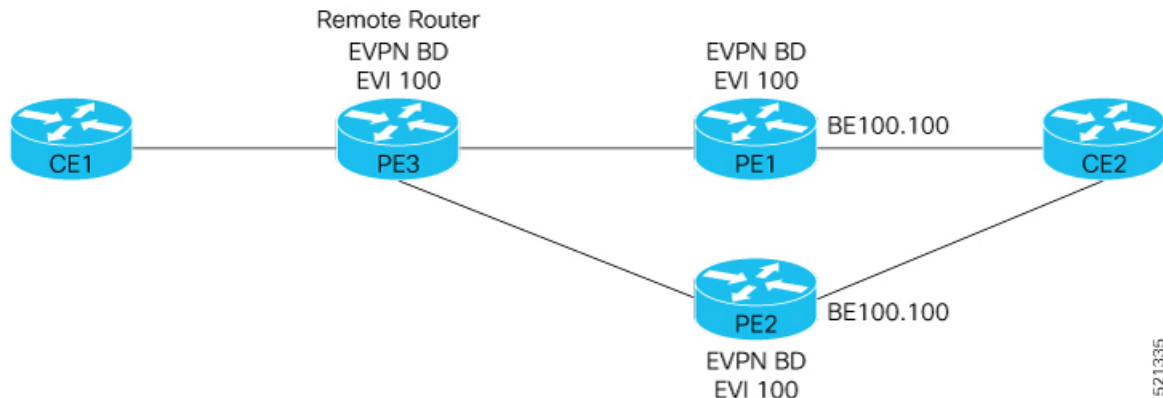 Remote Router
EVPN BD
EVI 100
EVPN BD
EVI 100
BE100.100
CE1
PE3
PE1
CE2
PE2
BE100.100
EVPN BD
EVI 100
521335